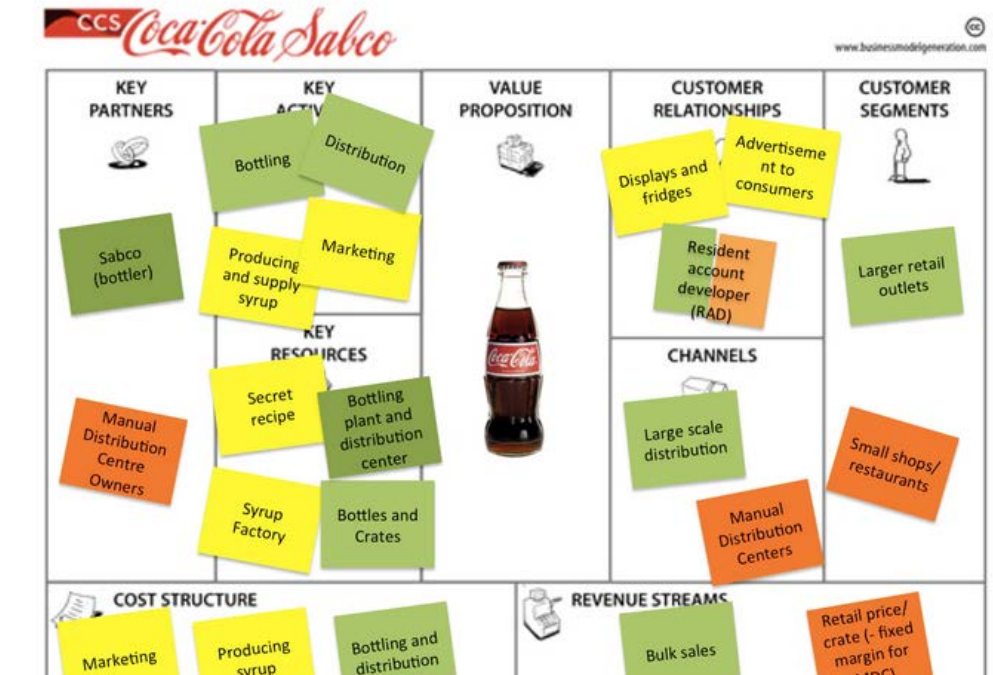 CCS Coca-Cola Sabco
www.businessmodelgeneration.com
KEY
PARTNERS
Sabco
(bottler)
Manual
Distribution
Centre
Owners
KEY
Bottling
Distribution
Producing
and supply
syrup
Marketing
KEY
RESOURCES
Secret
recipe
Bottling
plant and
distribution
center
Syrup
Factory
Bottles and
Crates
VALUE
PROPOSITION
Coca-Cola
CUSTOMER
RELATIONSHIPS
Displays and
fridges
Advertiseme
nt to
consumers
Resident
account
developer
(RAD)
CHANNELS
Large scale
distribution
Manual
Distribution
Centers
CUSTOMER
SEGMENTS
Larger retail
outlets
Small shops/
restaurants
COST STRUCTURE
Marketing
Producing
syrup
Bottling and
distribution
REVENUE STREAMS
Bulk sales
Retail price/
crate (- fixed
margin for